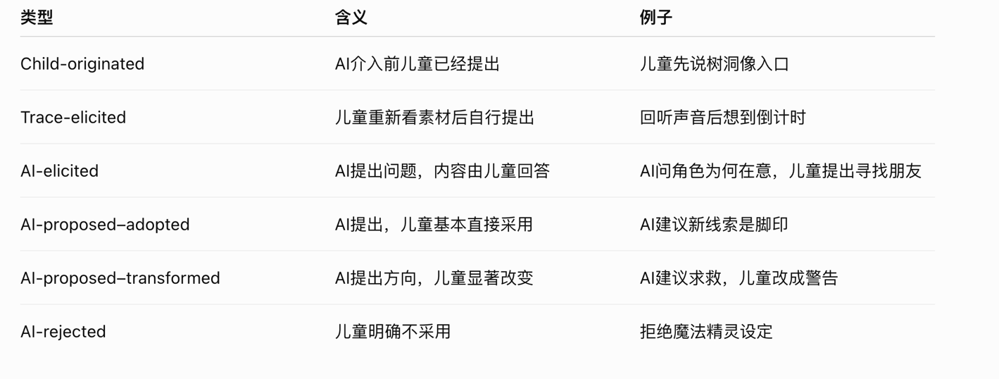 类型 含义 例子
Child-originated AI介入前儿童已经提出 儿童先说树洞像入口
Trace-elicited 儿童重新看素材后自行提出 回听声音后想到倒计时
AI-elicited AI提出问题，内容由儿童回答 AI问角色为何在意，儿童提出寻找朋友
AI-proposed–adopted AI提出，儿童基本直接采用 AI建议新线索是脚印
AI-proposed–transformed AI提出方向，儿童显著改变 AI建议求救，儿童改成警告
AI-rejected 儿童明确不采用 拒绝魔法精灵设定